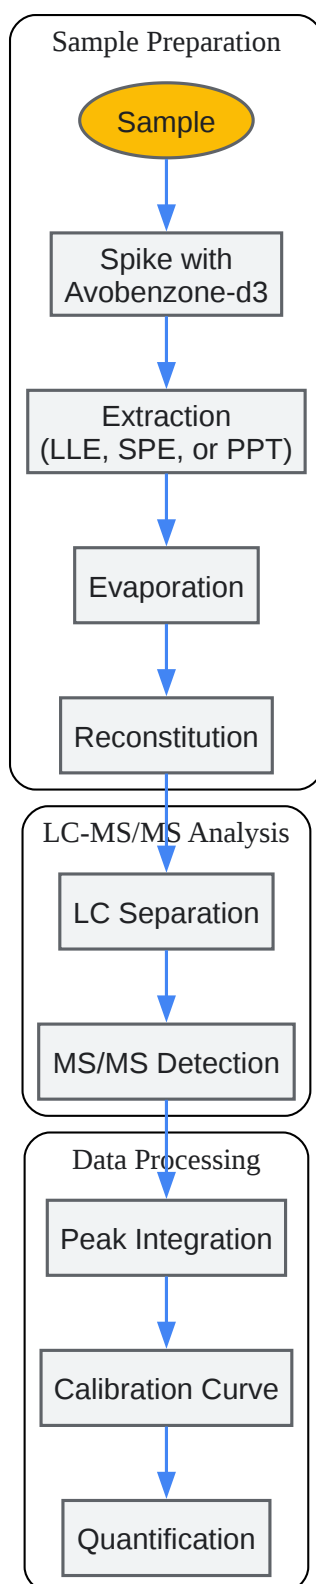 Sample Preparation
Sample
Spike with
Avobenzone-d3
Extraction
(LLE, SPE, or PPT)
Evaporation
Reconstitution
LC-MS/MS Analysis
LC Separation
MS/MS Detection
Data Processing
Peak Integration
Calibration Curve
Quantification